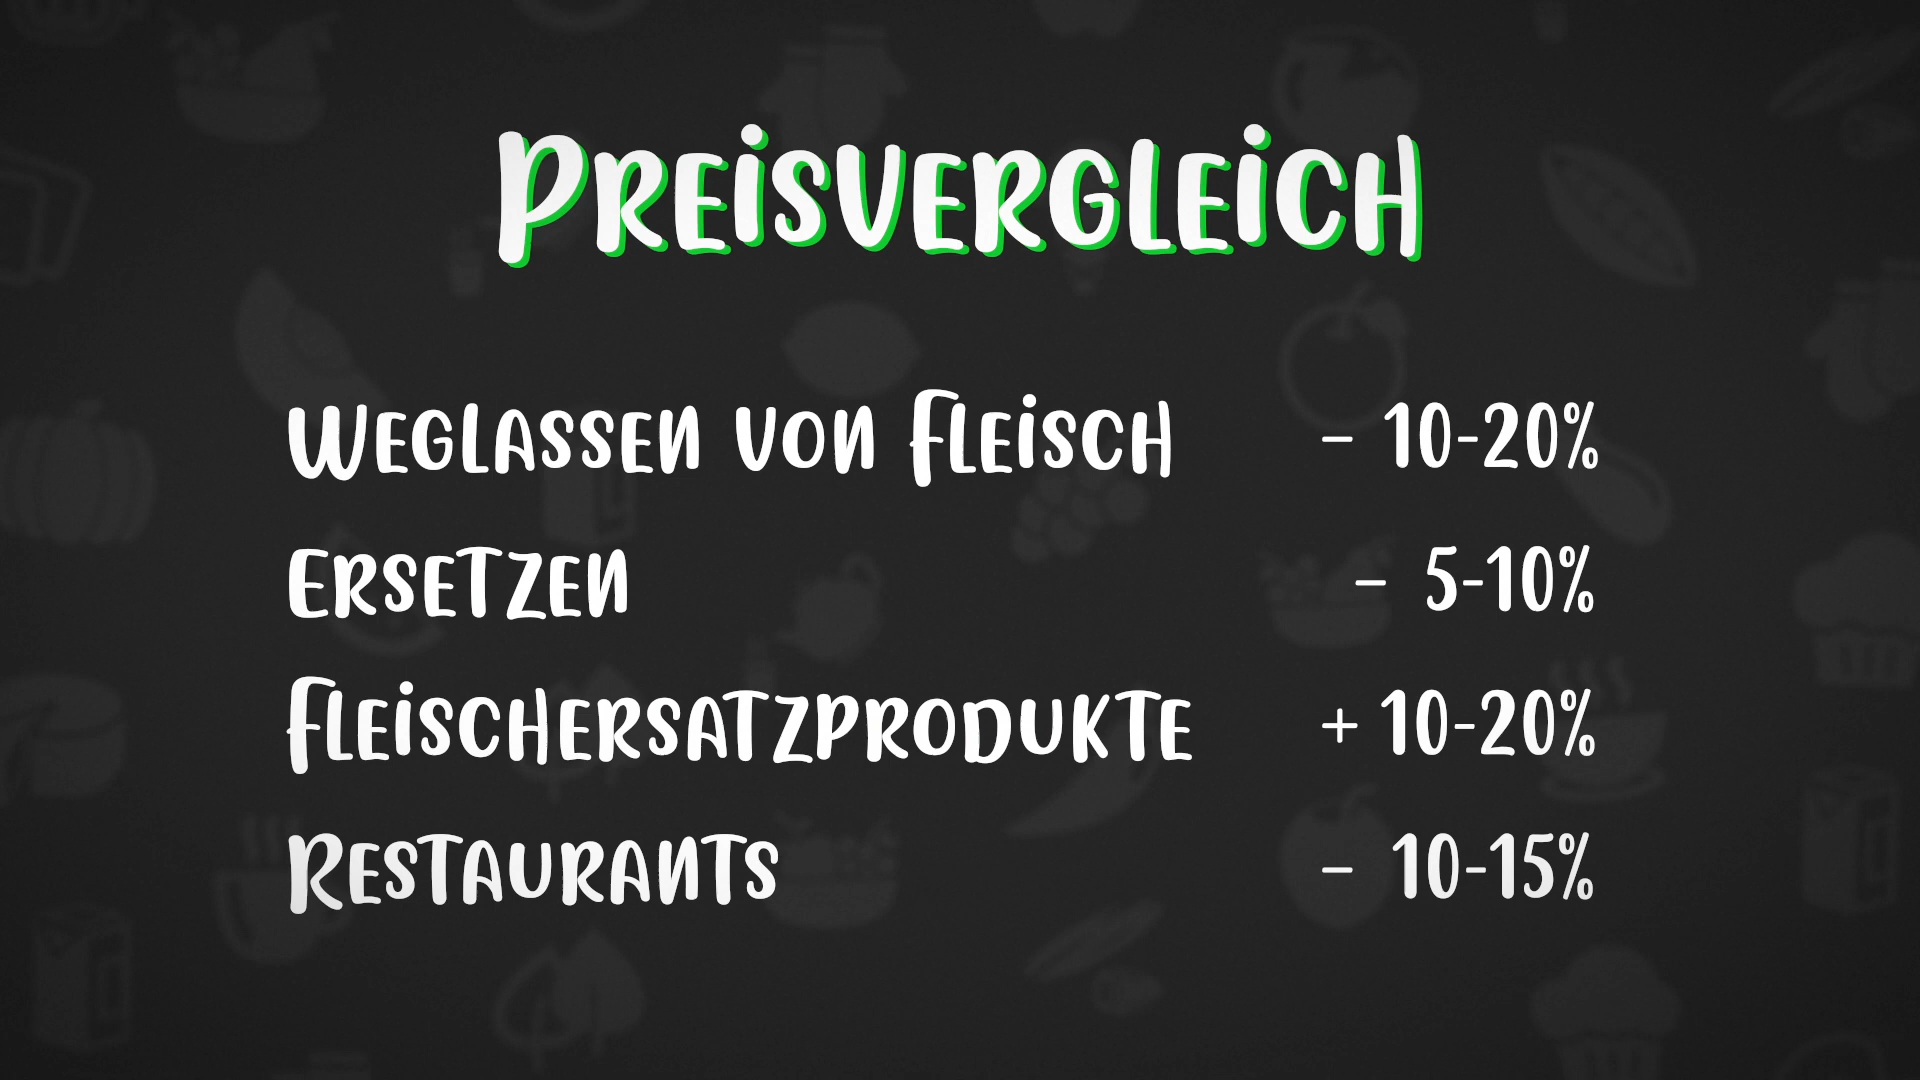 Preisvergleich
Weglassen von Fleisch - 10-20%
Ersetzen - 5-10%
Fleischersatzprodukte + 10-20%
Restaurants - 10-15%